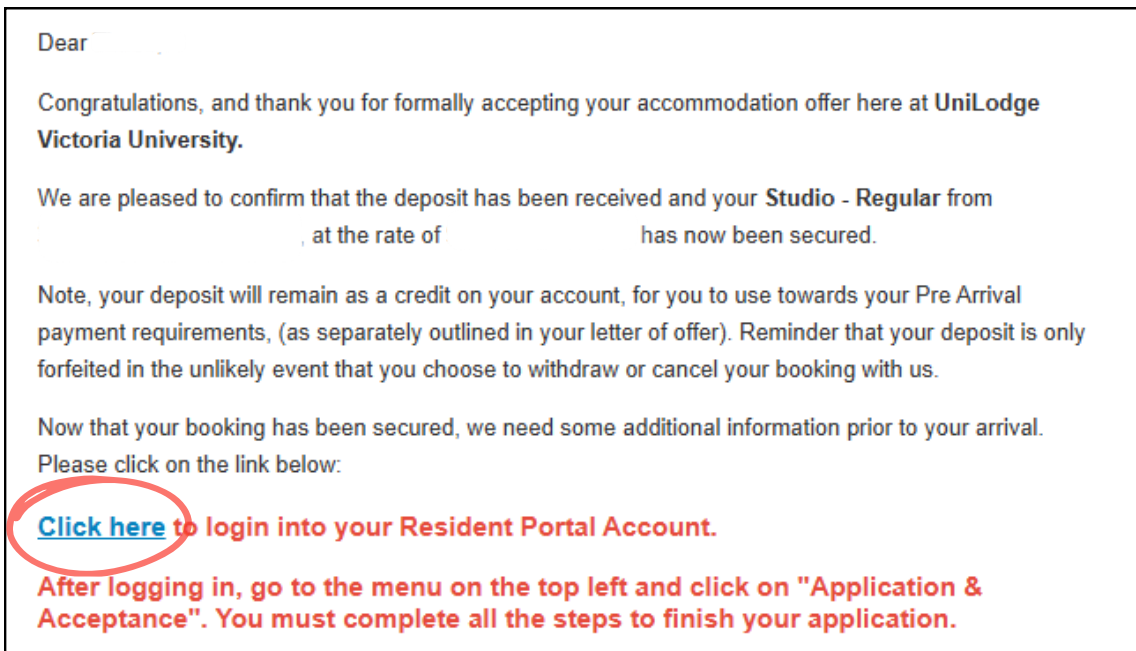 Dear
Congratulations, and thank you for formally accepting your accommodation offer here at UniLodge
Victoria University.
We are pleased to confirm that the deposit has been received and your Studio - Regular from
, at the rate of has now been secured.
Note, your deposit will remain as a credit on your account, for you to use towards your Pre Arrival
payment requirements, (as separately outlined in your letter of offer). Reminder that your deposit is only
forfeited in the unlikely event that you choose to withdraw or cancel your booking with us.
Now that your booking has been secured, we need some additional information prior to your arrival.
Please click on the link below:
Click here to login into your Resident Portal Account.
After logging in, go to the menu on the top left and click on "Application &
Acceptance". You must complete all the steps to finish your application.